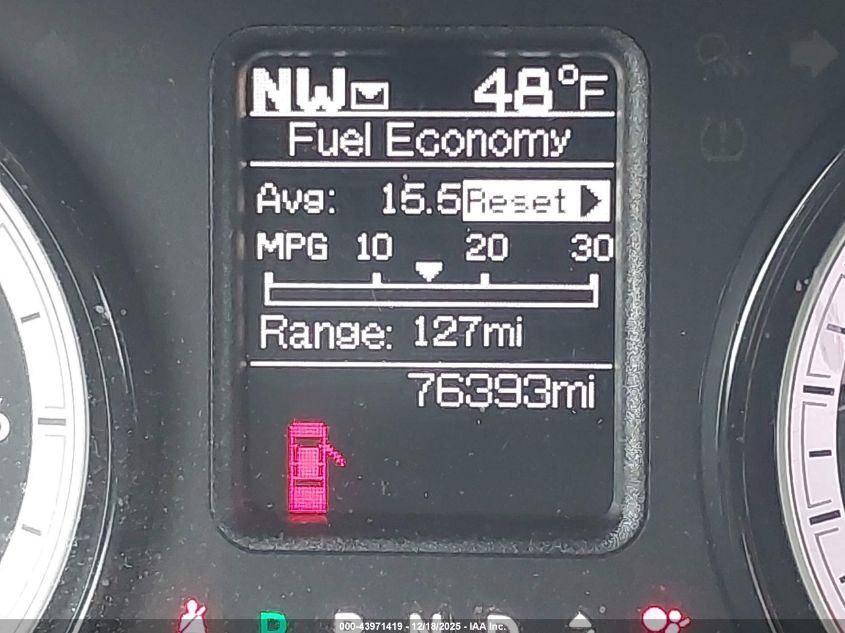 NW 48°F
Fuel Economy
Avg: 15.5 Reset
MPG 10 20 30
Range: 127mi
76393mi
P R N D
000-43971419 - 12/18/2025 - IAA Inc.